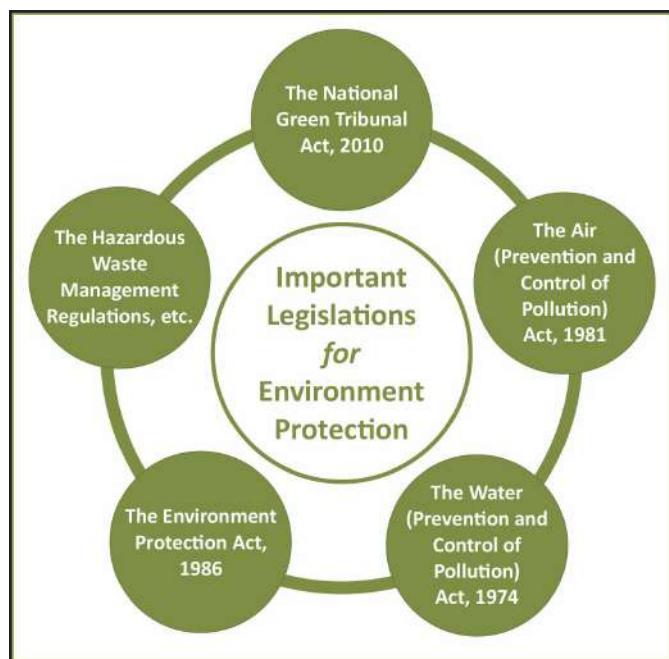 The National
Green Tribunal
Act, 2010
The Air
(Prevention and
Control of
Pollution)
Act, 1981
The Water
(Prevention and
Control of
Pollution)
Act, 1974
The Environment
Protection Act,
1986
The Hazardous
Waste
Management
Regulations, etc.
Important
Legislations
for
Environment
Protection